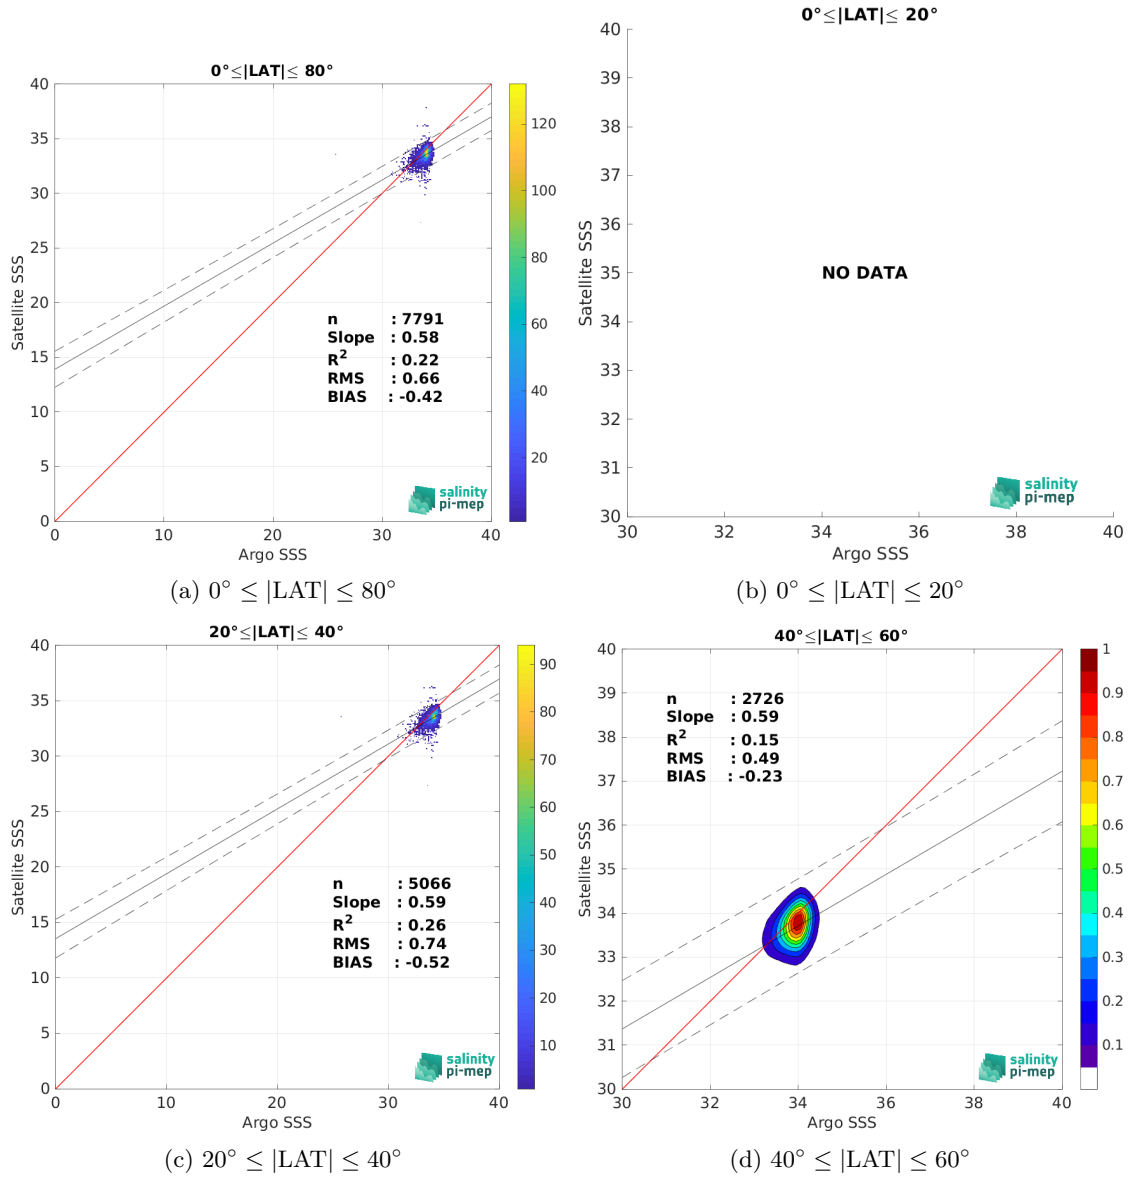 0°≤|LAT|≤ 80°
40
35
30
25
20
15
10
5
0
0
10
20
30
40
Satellite SSS
Argo SSS
n : 7791
Slope : 0.58
R² : 0.22
RMS : 0.66
BIAS : -0.42
120
100
80
60
40
20
salinity
pi-mep
(a) 0° ≤ |LAT| ≤ 80°
0°≤|LAT|≤ 20°
40
39
38
37
36
35
34
33
32
31
30
30
32
34
36
38
40
Satellite SSS
Argo SSS
NO DATA
salinity
pi-mep
(b) 0° ≤ |LAT| ≤ 20°
20°≤|LAT|≤ 40°
40
35
30
25
20
15
10
5
0
0
10
20
30
40
Satellite SSS
Argo SSS
n : 5066
Slope : 0.59
R² : 0.26
RMS : 0.74
BIAS : -0.52
90
80
70
60
50
40
30
20
10
salinity
pi-mep
(c) 20° ≤ |LAT| ≤ 40°
40°≤|LAT|≤ 60°
40
39
38
37
36
35
34
33
32
31
30
30
32
34
36
38
40
Satellite SSS
Argo SSS
n : 2726
Slope : 0.59
R² : 0.15
RMS : 0.49
BIAS : -0.23
1
0.9
0.8
0.7
0.6
0.5
0.4
0.3
0.2
0.1
salinity
pi-mep
(d) 40° ≤ |LAT| ≤ 60°